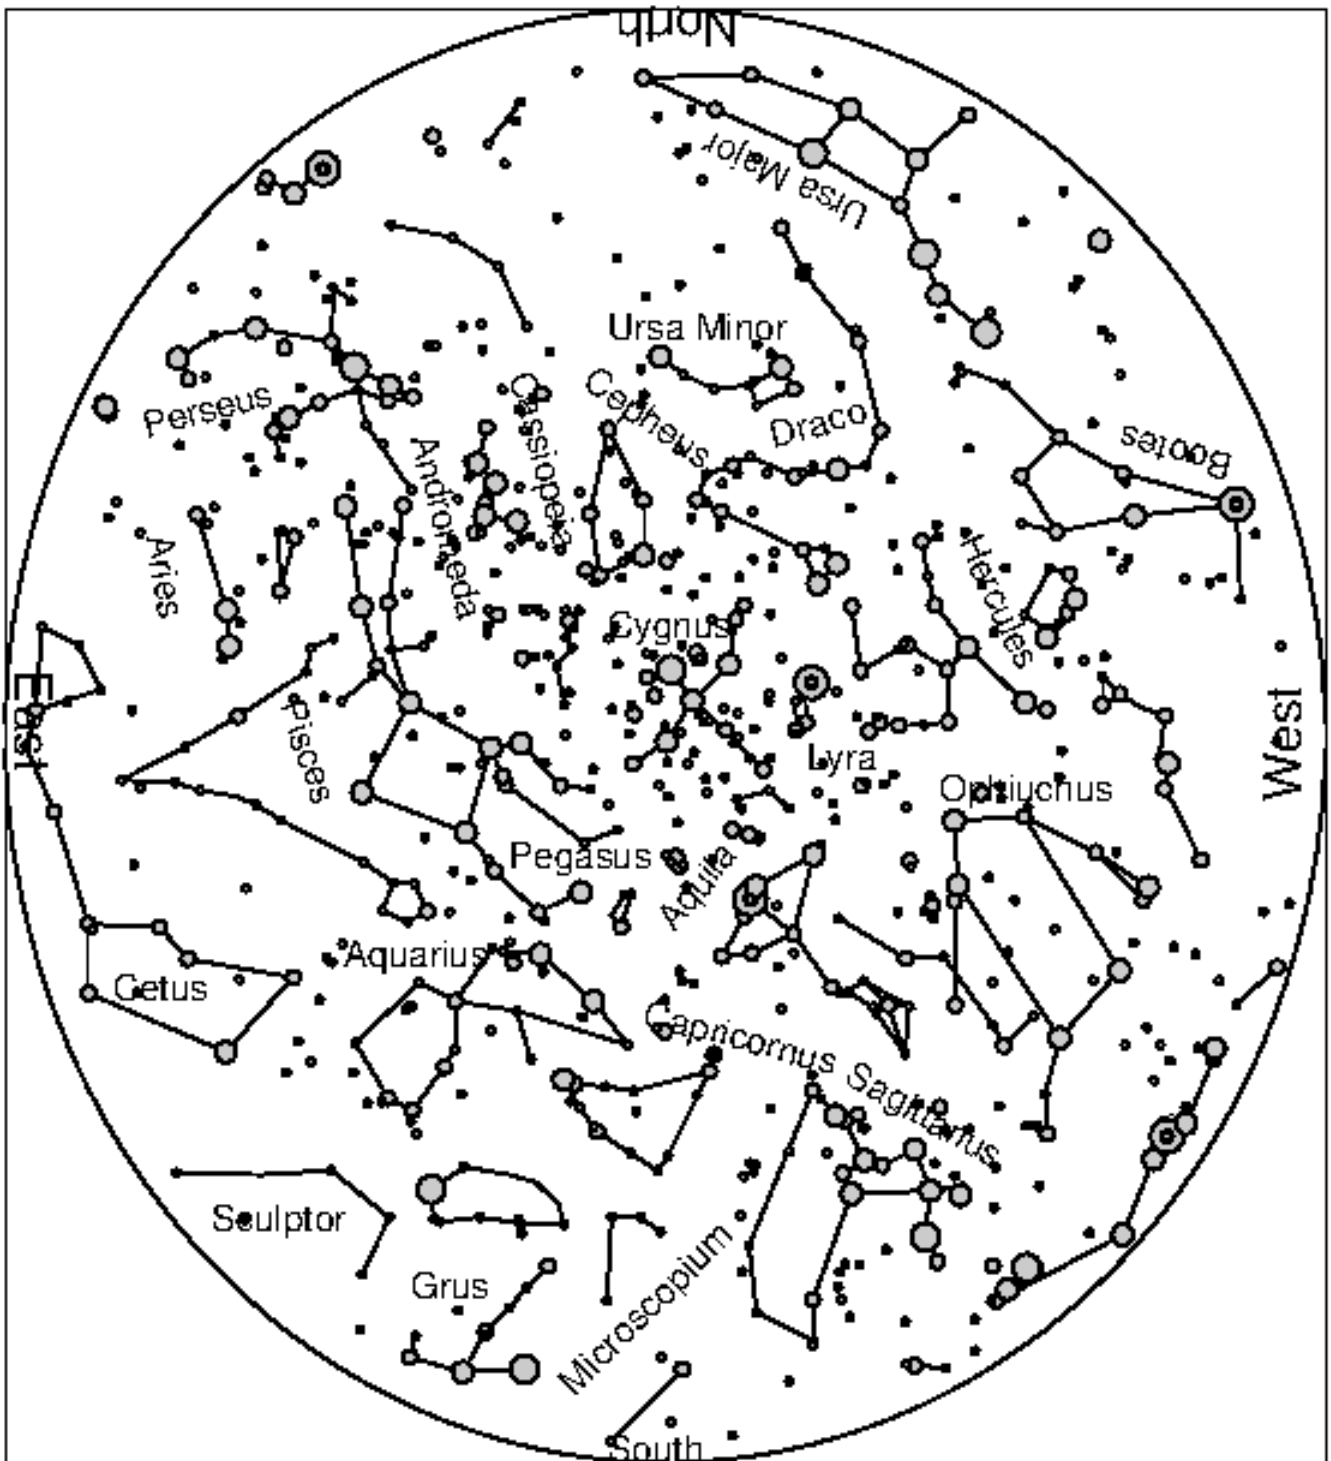 North
Ursa Major
Ursa Minor
Perseus
Cassiopeia
Cepheus
Draco
Bootes
Andromeda
Aries
Hercules
Cygnus
East
Pisces
Lyra
West
Ophiuchus
Pegasus
Aquila
Aquarius
Cetus
Capricornus
Sagittarius
Sculptor
Grus
Microscopium
South